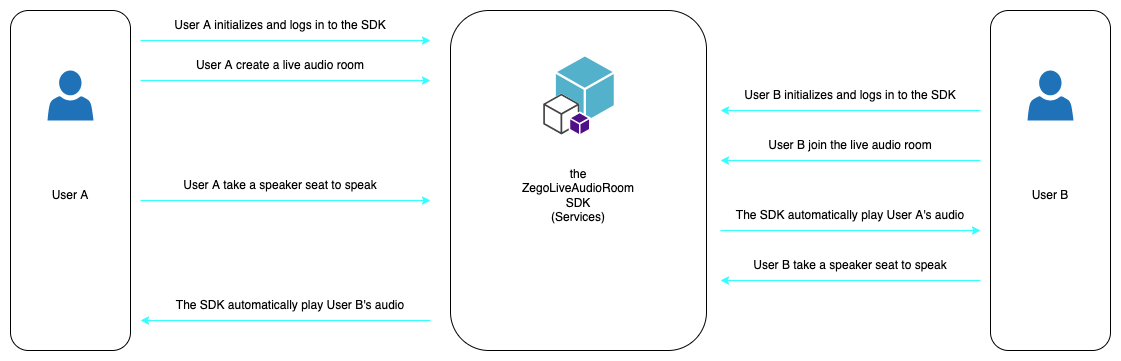 User A initializes and logs in to the SDK
User A create a live audio room
User B initializes and logs in to the SDK
User B join the live audio room
the
ZegoLiveAudioRoom
SDK
(Services)
User A
User A take a speaker seat to speak
User B
The SDK automatically play User A's audio
User B take a speaker seat to speak
The SDK automatically play User B's audio